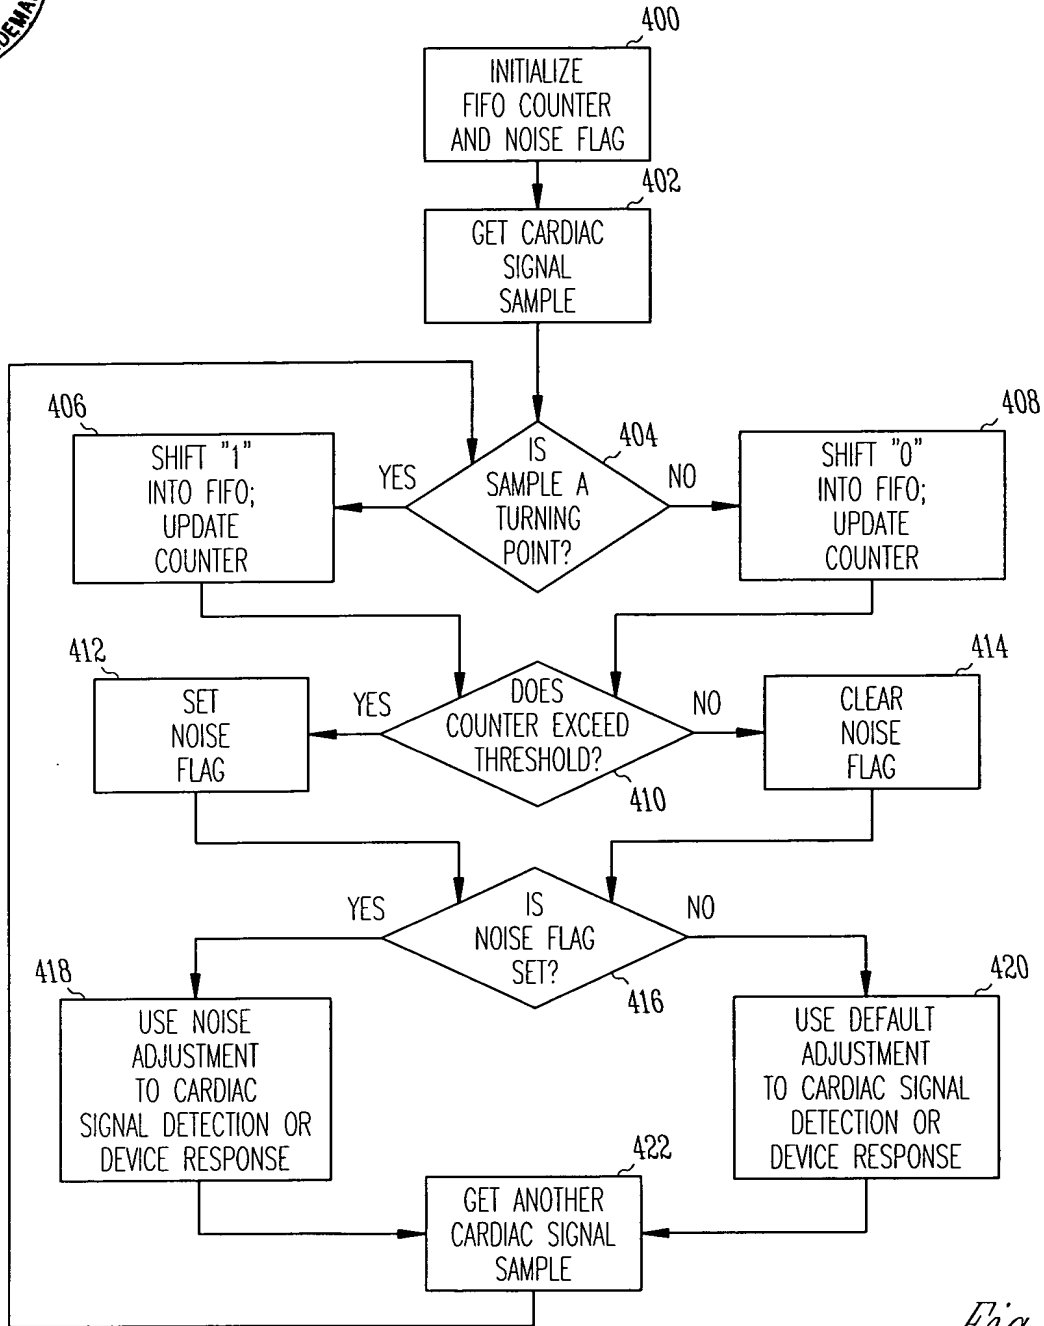 400
INITIALIZE
FIFO COUNTER
AND NOISE FLAG
402
GET CARDIAC
SIGNAL
SAMPLE
404
IS
SAMPLE A
TURNING
POINT?
YES
NO
406
SHIFT "1"
INTO FIFO;
UPDATE
COUNTER
408
SHIFT "0"
INTO FIFO;
UPDATE
COUNTER
DOES
COUNTER EXCEED
THRESHOLD?
410
YES
NO
412
SET
NOISE
FLAG
414
CLEAR
NOISE
FLAG
IS
NOISE FLAG
SET?
416
YES
NO
418
USE NOISE
ADJUSTMENT
TO CARDIAC
SIGNAL DETECTION OR
DEVICE RESPONSE
420
USE DEFAULT
ADJUSTMENT
TO CARDIAC SIGNAL
DETECTION OR
DEVICE RESPONSE
422
GET ANOTHER
CARDIAC SIGNAL
SAMPLE